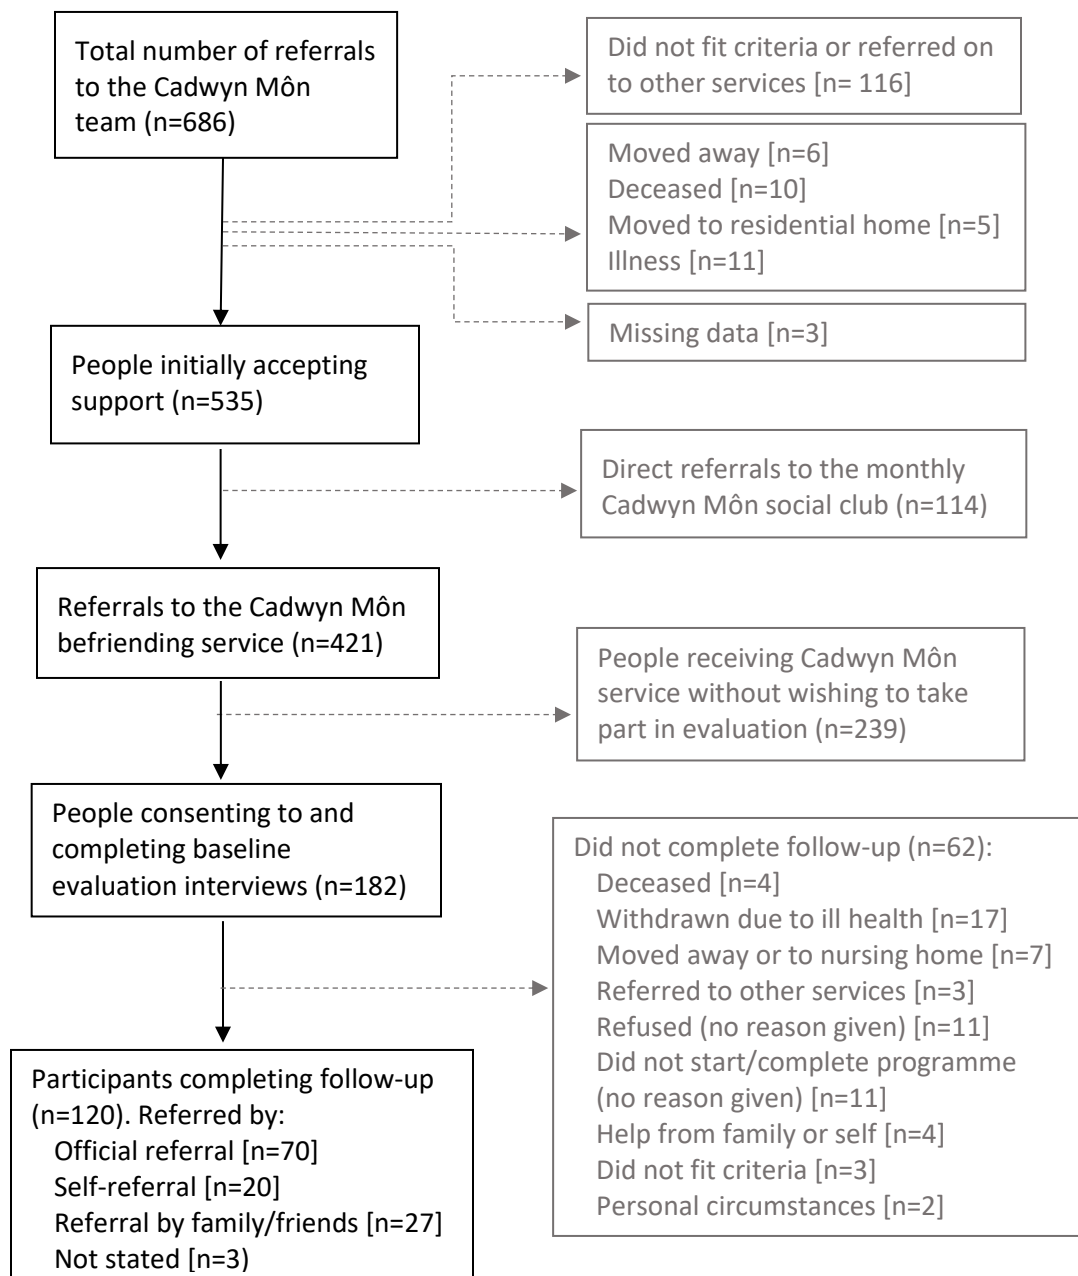 Total number of referrals
to the Cadwyn Môn
team (n=686)
Did not fit criteria or referred on
to other services [n= 116]
Moved away [n=6]
Deceased [n=10]
Moved to residential home [n=5]
Illness [n=11]
Missing data [n=3]
People initially accepting
support (n=535)
Direct referrals to the monthly
Cadwyn Môn social club (n=114)
Referrals to the Cadwyn Môn
befriending service (n=421)
People receiving Cadwyn Môn
service without wishing to take
part in evaluation (n=239)
People consenting to and
completing baseline
evaluation interviews (n=182)
Did not complete follow-up (n=62):
Deceased [n=4]
Withdrawn due to ill health [n=17]
Moved away or to nursing home [n=7]
Referred to other services [n=3]
Refused (no reason given) [n=11]
Did not start/complete programme
(no reason given) [n=11]
Help from family or self [n=4]
Did not fit criteria [n=3]
Personal circumstances [n=2]
Participants completing follow-up
(n=120). Referred by:
Official referral [n=70]
Self-referral [n=20]
Referral by family/friends [n=27]
Not stated [n=3)